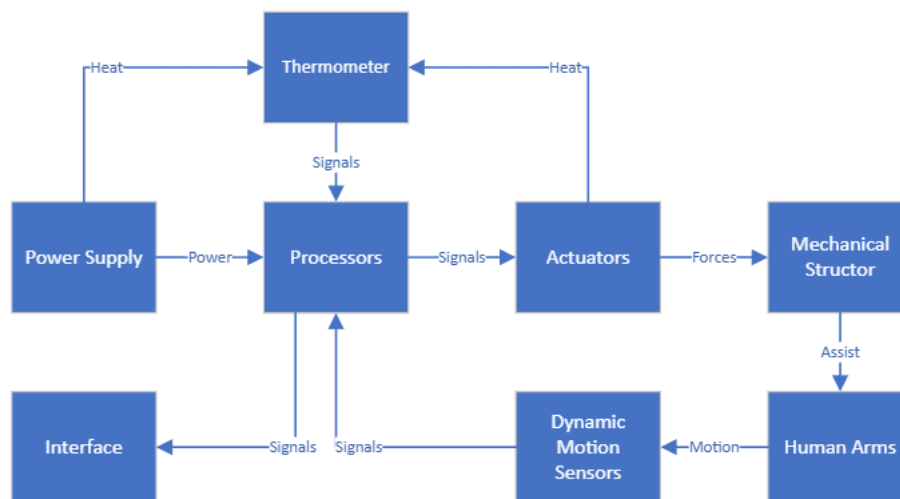 Thermometer
Heat
Heat
Signals
Power Supply
Power
Processors
Signals
Actuators
Forces
Mechanical
Structor
Assist
Interface
Signals
Signals
Dynamic
Motion
Sensors
Motion
Human Arms